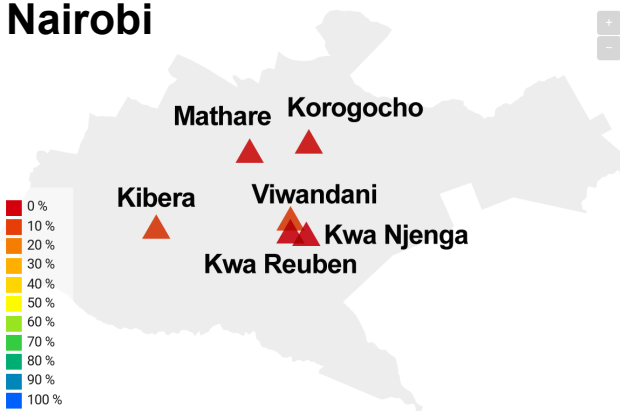 Nairobi
+
−
Mathare
Korogocho
Kibera
Viwandani
Kwa Njenga
Kwa Reuben
0 %
10 %
20 %
30 %
40 %
50 %
60 %
70 %
80 %
90 %
100 %